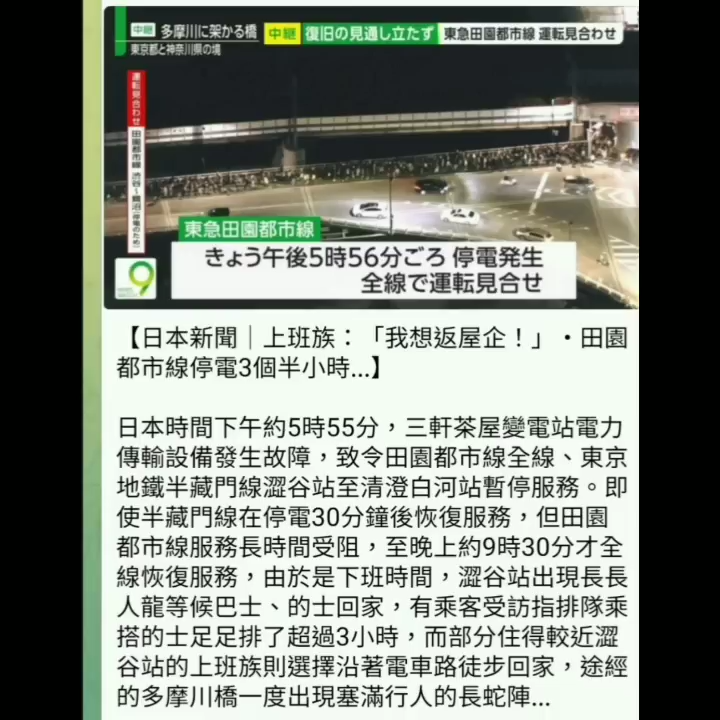 中継 多摩川に架かる橋 中継 復旧の見通し立たず 東急田園都市線 運転見合わせ
東京都と神奈川県の境
運転見合わせ
田園都市線 渋谷~鷺沼(停電のため)
東急田園都市線
きょう午後5時56分ごろ 停電発生
全線で運転見合せ
9
【日本新聞｜上班族：「我想返屋企！」・田園
都市線停電3個半小時...】
日本時間下午約5時55分，三軒茶屋變電站電力
傳輸設備發生故障，致令田園都市線全線、東京
地鐵半藏門線澀谷站至清澄白河站暫停服務。即
使半藏門線在停電30分鐘後恢復服務，但田園
都市線服務長時間受阻，至晚上約9時30分才全
線恢復服務，由於是下班時間，澀谷站出現長長
人龍等候巴士、的士回家，有乘客受訪指排隊乘
搭的士足足排了超過3小時，而部分住得較近澀
谷站的上班族則選擇沿著電車路徒步回家，途經
的多摩川橋一度出現塞滿行人的長蛇陣...